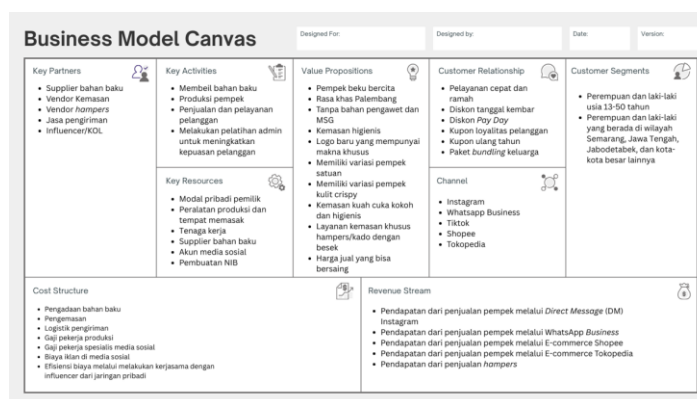 Business Model Canvas
Designed For:
Designed by:
Date:
Version:
Key Partners
• Supplier bahan baku
• Vendor Kemasan
• Vendor hampers
• Jasa pengiriman
• Influencer/KOL
Key Activities
• Membeil bahan baku
• Produksi pempek
• Penjualan dan pelayanan
pelanggan
• Melakukan pelatihan admin
untuk meningkatkan
kepuasan pelanggan
Key Resources
• Modal pribadi pemilik
• Peralatan produksi dan
tempat memasak
• Tenaga kerja
• Supplier bahan baku
• Akun media sosial
• Pembuatan NIB
Value Propositions
• Pempek beku bercita
• Rasa khas Palembang
• Tanpa bahan pengawet dan
MSG
• Kemasan higienis
• Logo baru yang mempunyai
makna khusus
• Memiliki variasi pempek
satuan
• Memiliki variasi pempek
kulit crispy
• Kemasan kuah cuka kokoh
dan higienis
• Layanan kemasan khusus
hampers/kado dengan
besek
• Harga jual yang bisa
bersaing
Customer Relationship
• Pelayanan cepat dan
ramah
• Diskon tanggal kembar
• Diskon Pay Day
• Kupon loyalitas pelanggan
• Kupon ulang tahun
• Paket bundling keluarga
Channel
• Instagram
• Whatsapp Business
• Tiktok
• Shopee
• Tokopedia
Customer Segments
• Perempuan dan laki-laki
usia 13-50 tahun
• Perempuan dan laki-laki
yang berada di wilayah
Semarang, Jawa Tengah,
Jabodetabek, dan kota-
kota besar lainnya
Cost Structure
• Pengadaan bahan baku
• Pengemasan
• Logistik pengiriman
• Gaji pekerja produksi
• Gaji pekerja spesialis media sosial
• Biaya iklan di media sosial
• Efisiensi biaya melalui melakukan kerjasama dengan
influencer dari jaringan pribadi
Revenue Stream
• Pendapatan dari penjualan pempek melalui Direct Message (DM)
Instagram
• Pendapatan dari penjualan pempek melalui WhatsApp Business
• Pendapatan dari penjualan pempek melalui E-commerce Shopee
• Pendapatan dari penjualan pempek melalui E-commerce Tokopedia
• Pendapatan dari penjualan hampers